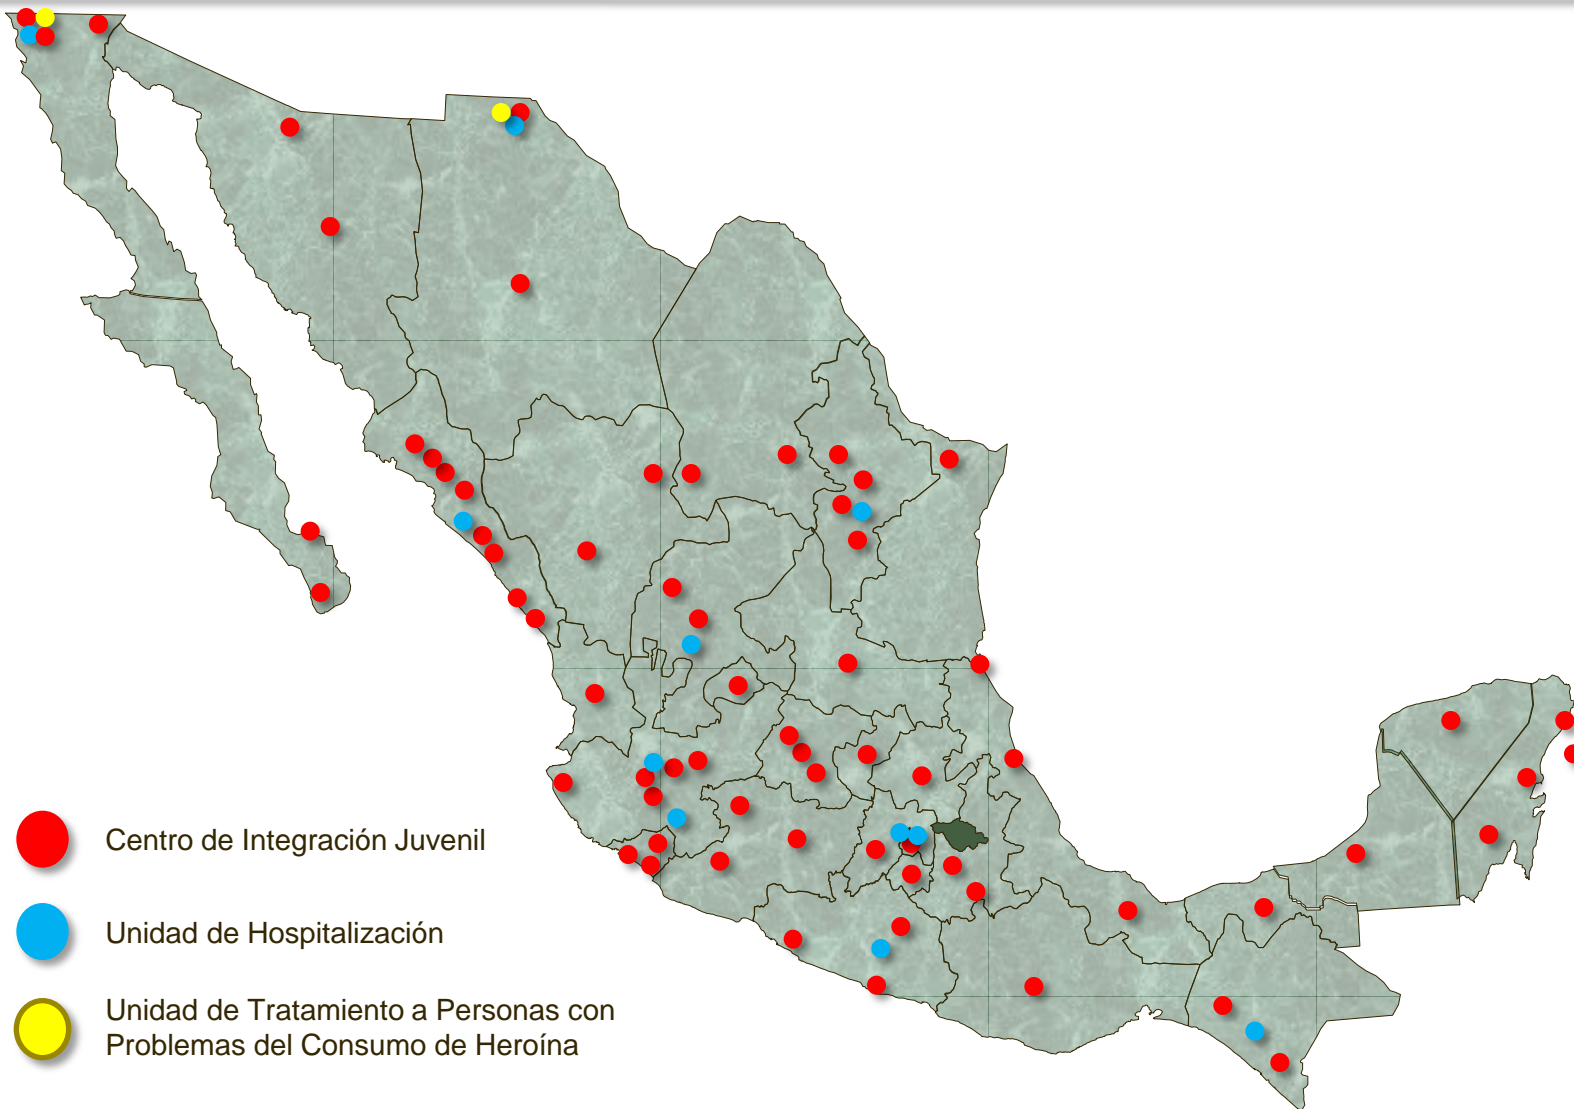 Centro de Integración Juvenil
Unidad de Hospitalización
Unidad de Tratamiento a Personas con
Problemas del Consumo de Heroína